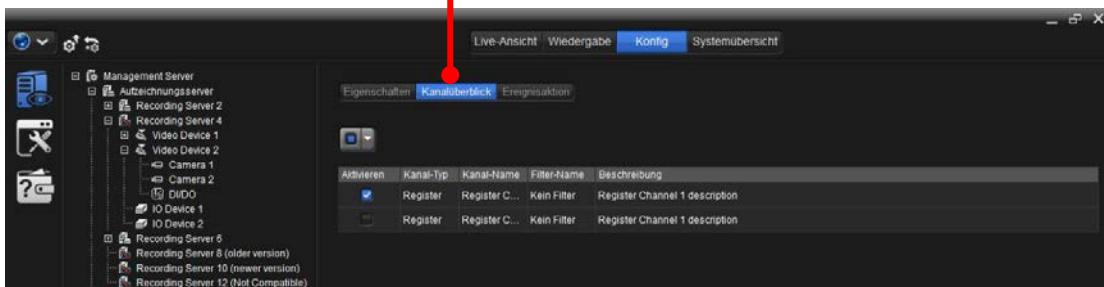 Live-Ansicht Wiedergabe Konfig Systemübersicht
Management Server
Aufzeichnungsserver
Recording Server 2
Recording Server 4
Video Device 1
Video Device 2
Camera 1
Camera 2
DI/DO
IO Device 1
IO Device 2
Recording Server 6
Recording Server 8 (older version)
Recording Server 10 (newer version)
Recording Server 12 (Not Compatible)
Eigenschaften Kanalüberblick Ereignisaktion
Aktivieren Kanal-Typ Kanal-Name Filter-Name Beschreibung
Register Register C... Kein Filter Register Channel 1 description
Register Register C... Kein Filter Register Channel 1 description